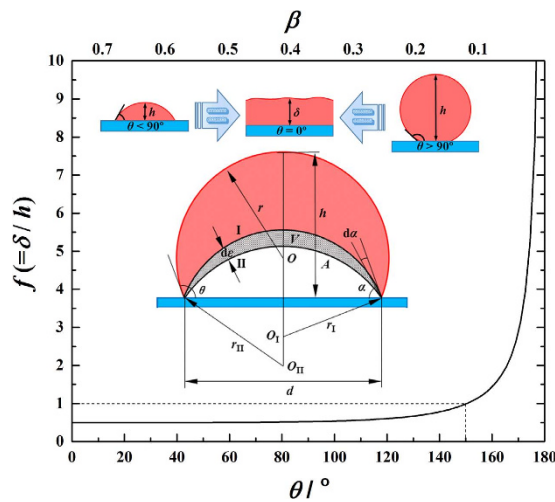 β
0.7 0.6 0.5 0.4 0.3 0.2 0.1
10
9
8
7
6
5
4
3
2
1
0
f (=δ / h)
h
θ < 90°
δ
θ = 0°
h
θ > 90°
r
h
I
dα
dε
V
II
O
A
θ
α
O_I
r_I
r_II
O_II
d
0 20 40 60 80 100 120 140 160 180
θ / °